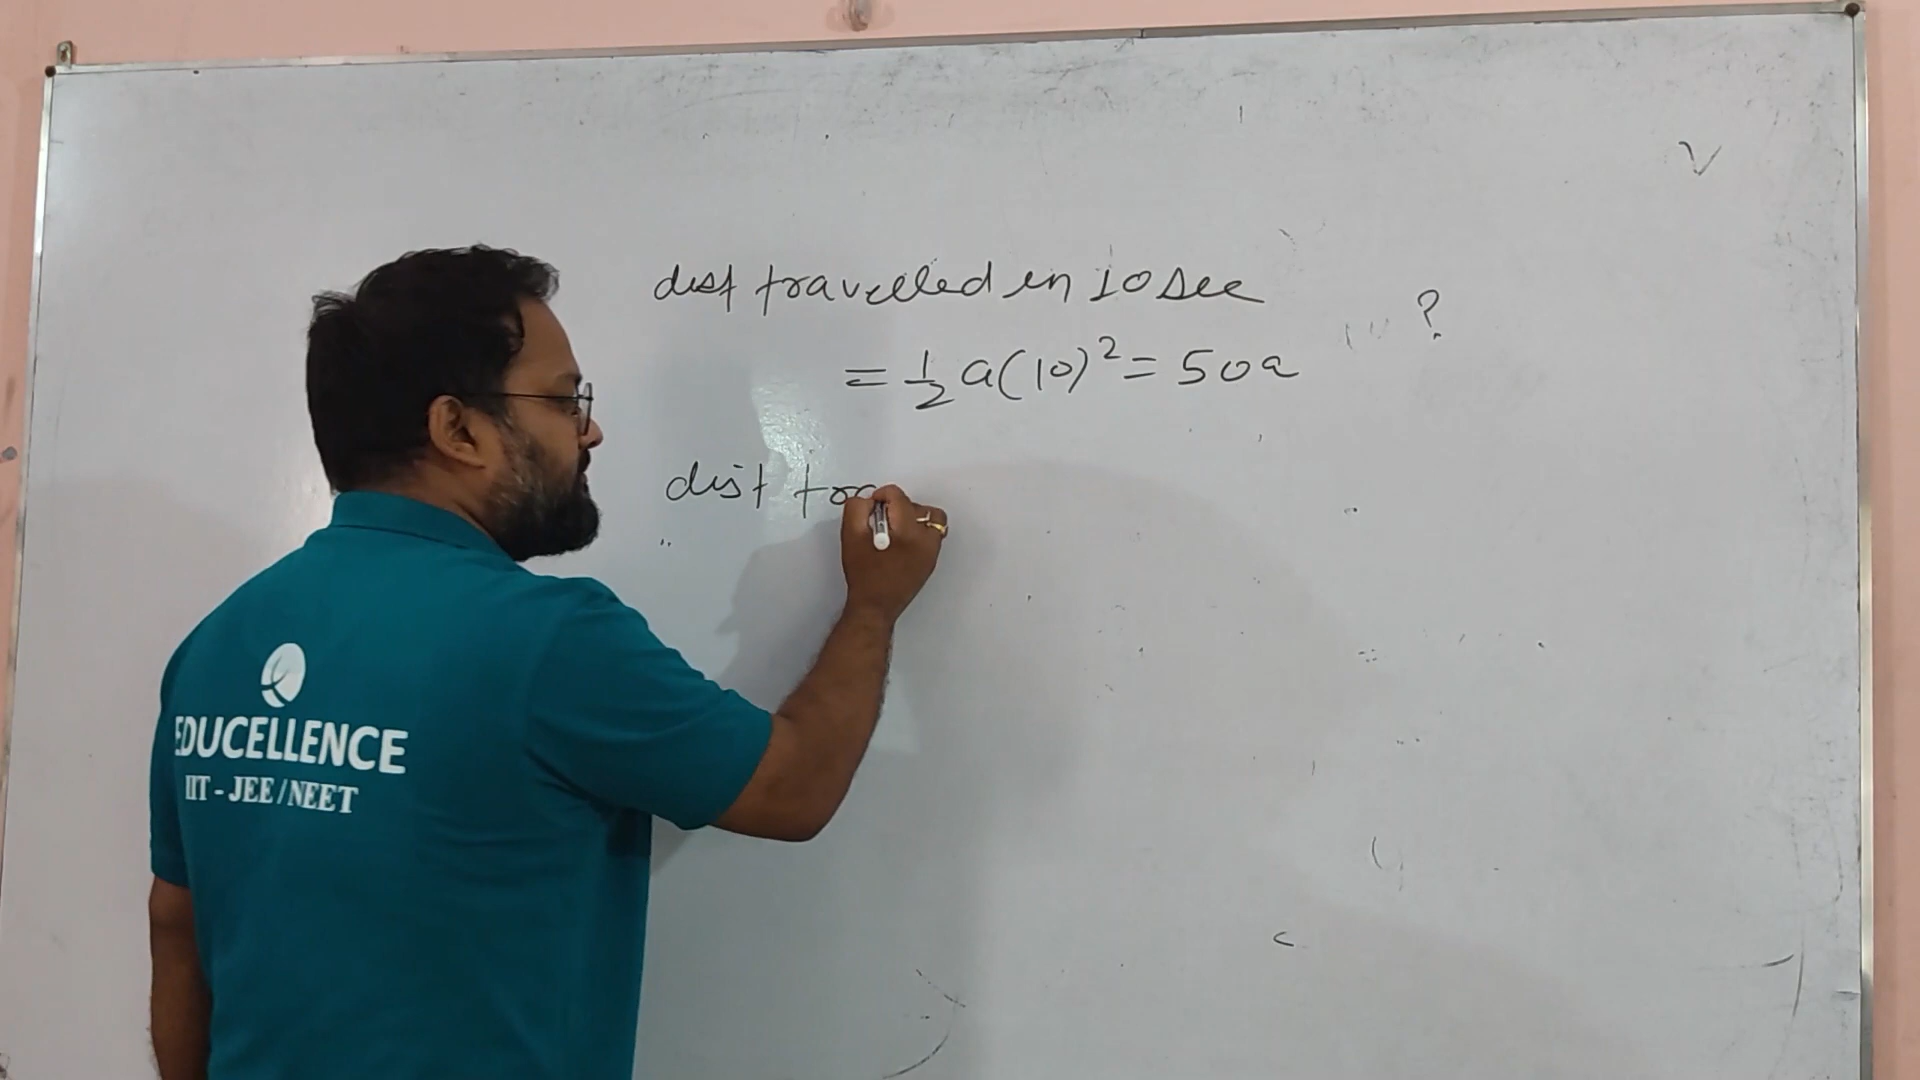 dist travelled in 10 sec
= 1/2 a(10)² = 50a
?
dist tra
V
EDUCELLENCE
IIT - JEE / NEET